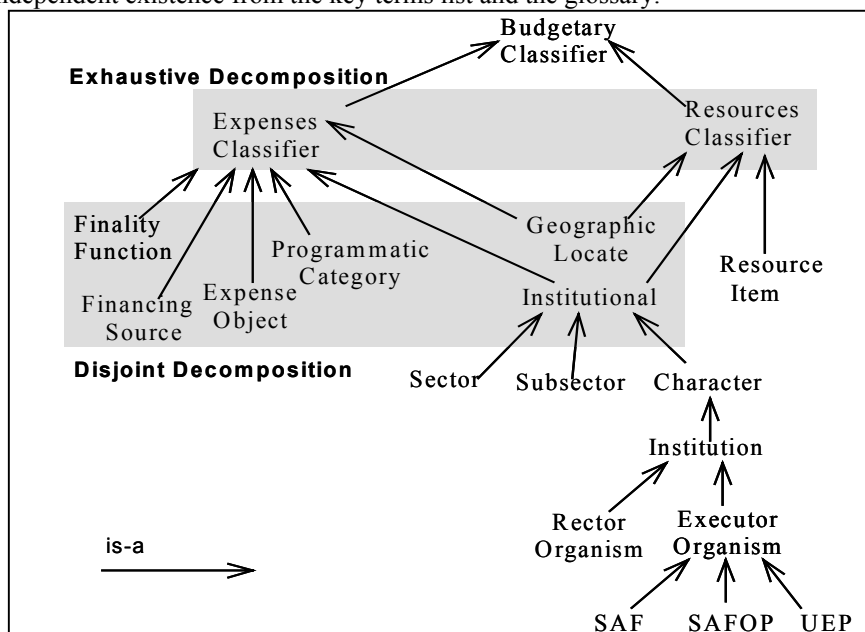 independent existence from the key terms list and the glossary.
Budgetary
Classifier
Exhaustive Decomposition
Expenses
Classifier
Resources
Classifier
Finality
Function
Programmatic
Category
Geographic
Locate
Financing
Source
Expense
Object
Institutional
Resource
Item
Disjoint Decomposition
Sector
Subsector
Character
Institution
Rector
Organism
Executor
Organism
is-a
SAF
SAFOP
UEP